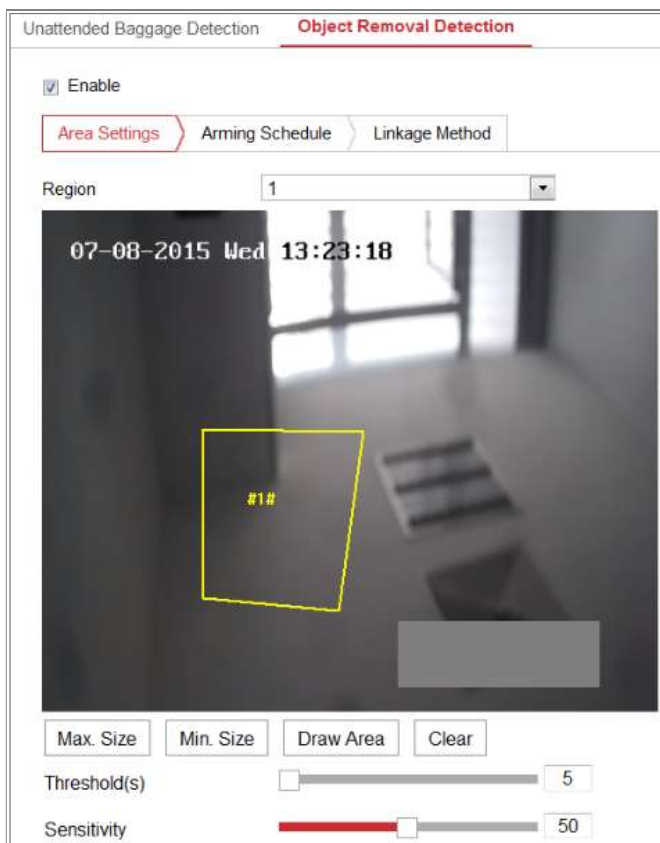 Unattended Baggage Detection Object Removal Detection
Enable
Area Settings Arming Schedule Linkage Method
Region 1
07-08-2015 Wed 13:23:18
#1#
Max. Size Min. Size Draw Area Clear
Threshold(s) 5
Sensitivity 50